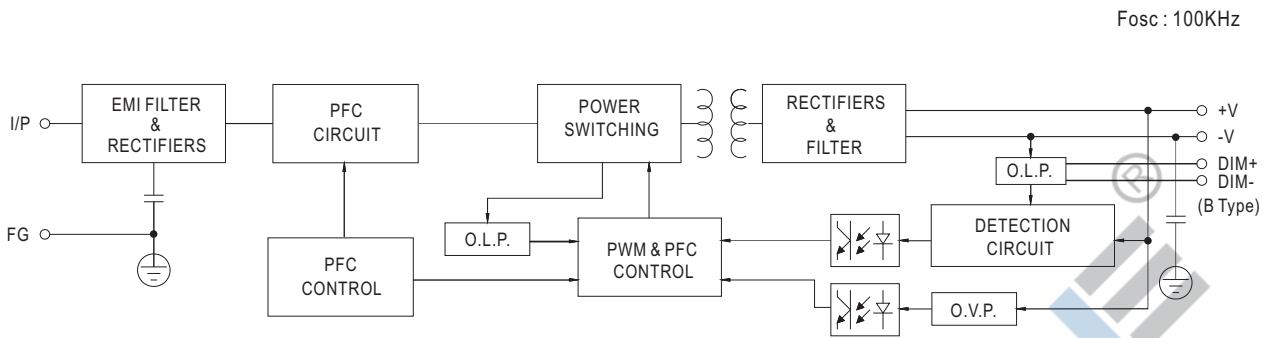 Fosc : 100KHz
I/P
EMI FILTER
&
RECTIFIERS
PFC
CIRCUIT
POWER
SWITCHING
RECTIFIERS
&
FILTER
+V
-V
O.L.P.
DIM+
DIM-
(B Type)
FG
O.L.P.
PFC
CONTROL
PWM & PFC
CONTROL
DETECTION
CIRCUIT
O.V.P.
®